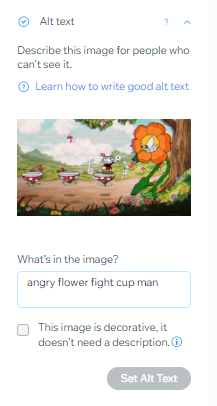 Alt text ?
Describe this image for people who
can't see it.
? Learn how to write good alt text
What's in the image?
angry flower fight cup man
This image is decorative, it
doesn't need a description. i
Set Alt Text